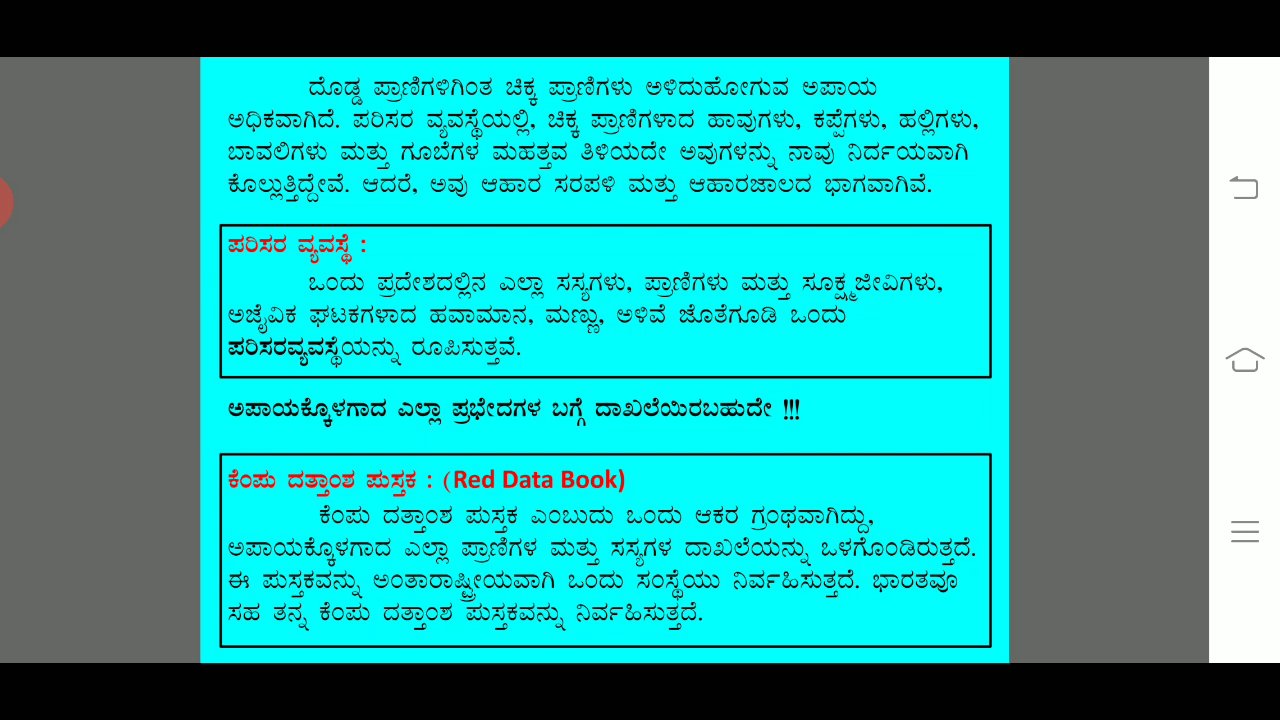 ದೊಡ್ಡ ಪ್ರಾಣಿಗಳಿಗಿಂತ ಚಿಕ್ಕ ಪ್ರಾಣಿಗಳು ಅಳಿದುಹೋಗುವ ಅಪಾಯ
ಅಧಿಕವಾಗಿದೆ. ಪರಿಸರ ವ್ಯವಸ್ಥೆಯಲ್ಲಿ, ಚಿಕ್ಕ ಪ್ರಾಣಿಗಳಾದ ಹಾವುಗಳು, ಕಪ್ಪೆಗಳು, ಹಲ್ಲಿಗಳು,
ಬಾವಲಿಗಳು ಮತ್ತು ಗೂಬೆಗಳ ಮಹತ್ತವ ತಿಳಿಯದೇ ಅವುಗಳನ್ನು ನಾವು ನಿರ್ದಯವಾಗಿ
ಕೊಲ್ಲುತ್ತಿದ್ದೇವೆ. ಆದರೆ, ಅವು ಆಹಾರ ಸರಪಳಿ ಮತ್ತು ಆಹಾರಜಾಲದ ಭಾಗವಾಗಿವೆ.
ಪರಿಸರ ವ್ಯವಸ್ಥೆ :
ಒಂದು ಪ್ರದೇಶದಲ್ಲಿನ ಎಲ್ಲಾ ಸಸ್ಯಗಳು, ಪ್ರಾಣಿಗಳು ಮತ್ತು ಸೂಕ್ಷ್ಮಜೀವಿಗಳು,
ಅಜೈವಿಕ ಘಟಕಗಳಾದ ಹವಾಮಾನ, ಮಣ್ಣು, ಅಳಿವೆ ಜೊತೆಗೂಡಿ ಒಂದು
ಪರಿಸರವ್ಯವಸ್ಥೆಯನ್ನು ರೂಪಿಸುತ್ತವೆ.
ಅಪಾಯಕ್ಕೊಳಗಾದ ಎಲ್ಲಾ ಪ್ರಭೇದಗಳ ಬಗ್ಗೆ ದಾಖಲೆಯಿರಬಹುದೇ !!!
ಕೆಂಪು ದತ್ತಾಂಶ ಪುಸ್ತಕ : (Red Data Book)
ಕೆಂಪು ದತ್ತಾಂಶ ಪುಸ್ತಕ ಎಂಬುದು ಒಂದು ಆಕರ ಗ್ರಂಥವಾಗಿದ್ದು,
ಅಪಾಯಕ್ಕೊಳಗಾದ ಎಲ್ಲಾ ಪ್ರಾಣಿಗಳ ಮತ್ತು ಸಸ್ಯಗಳ ದಾಖಲೆಯನ್ನು ಒಳಗೊಂಡಿರುತ್ತದೆ.
ಈ ಪುಸ್ತಕವನ್ನು ಅಂತಾರಾಷ್ಟ್ರೀಯವಾಗಿ ಒಂದು ಸಂಸ್ಥೆಯು ನಿರ್ವಹಿಸುತ್ತದೆ. ಭಾರತವೂ
ಸಹ ತನ್ನ ಕೆಂಪು ದತ್ತಾಂಶ ಪುಸ್ತಕವನ್ನು ನಿರ್ವಹಿಸುತ್ತದೆ.